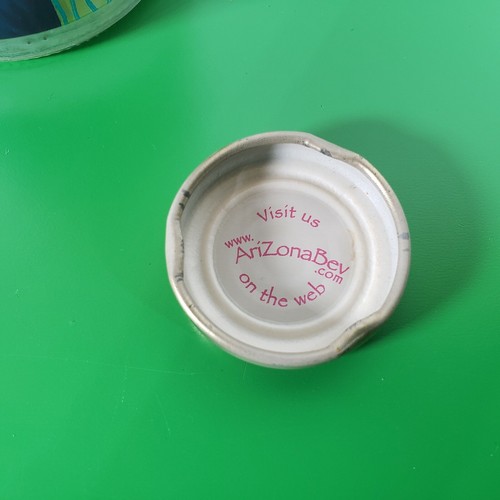 Visit us
www.
AriZonaBev
.com
on the web